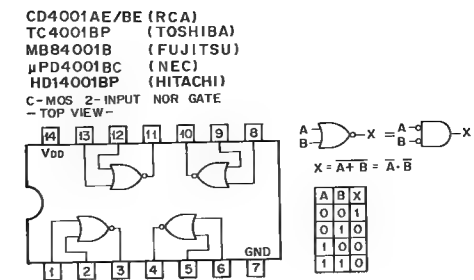 CD4001AE/BE (RCA)
TC4001BP (TOSHIBA)
MB84001B (FUJITSU)
μPD4001BC (NEC)
HD14001BP (HITACHI)
C-MOS 2-INPUT NOR GATE
-TOP VIEW-
14 13 12 11 10 9 8
VDD
GND
1 2 3 4 5 6 7
A B X = A B X
X = A̅+̅B̅ = A̅·B̅
A B X
0 0 1
0 1 0
1 0 0
1 1 0